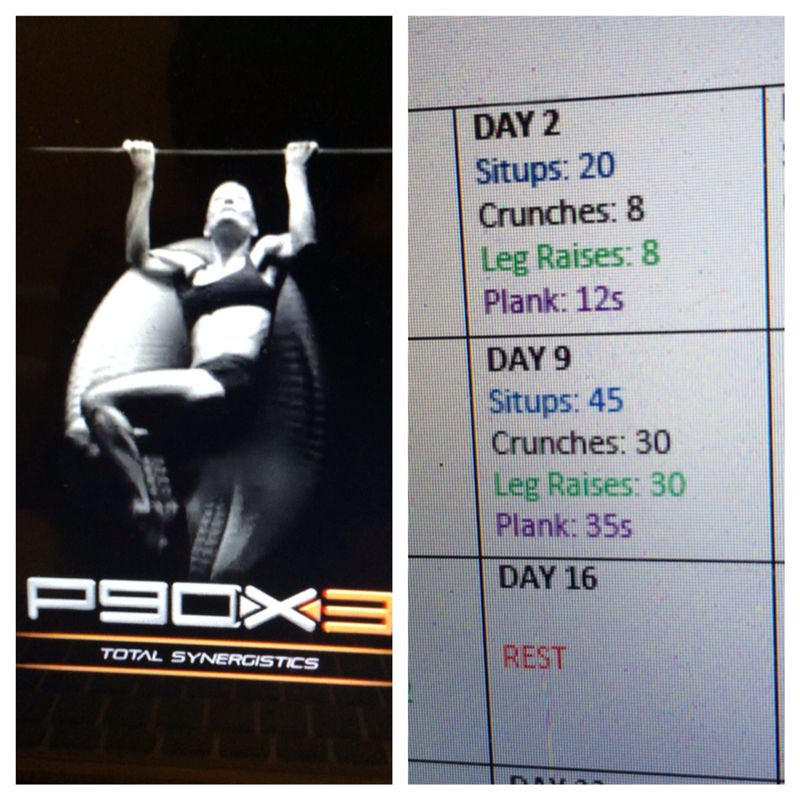 P90X3
TOTAL SYNERGISTICS
DAY 2
Situps: 20
Crunches: 8
Leg Raises: 8
Plank: 12s
DAY 9
Situps: 45
Crunches: 30
Leg Raises: 30
Plank: 35s
DAY 16
REST
DAY